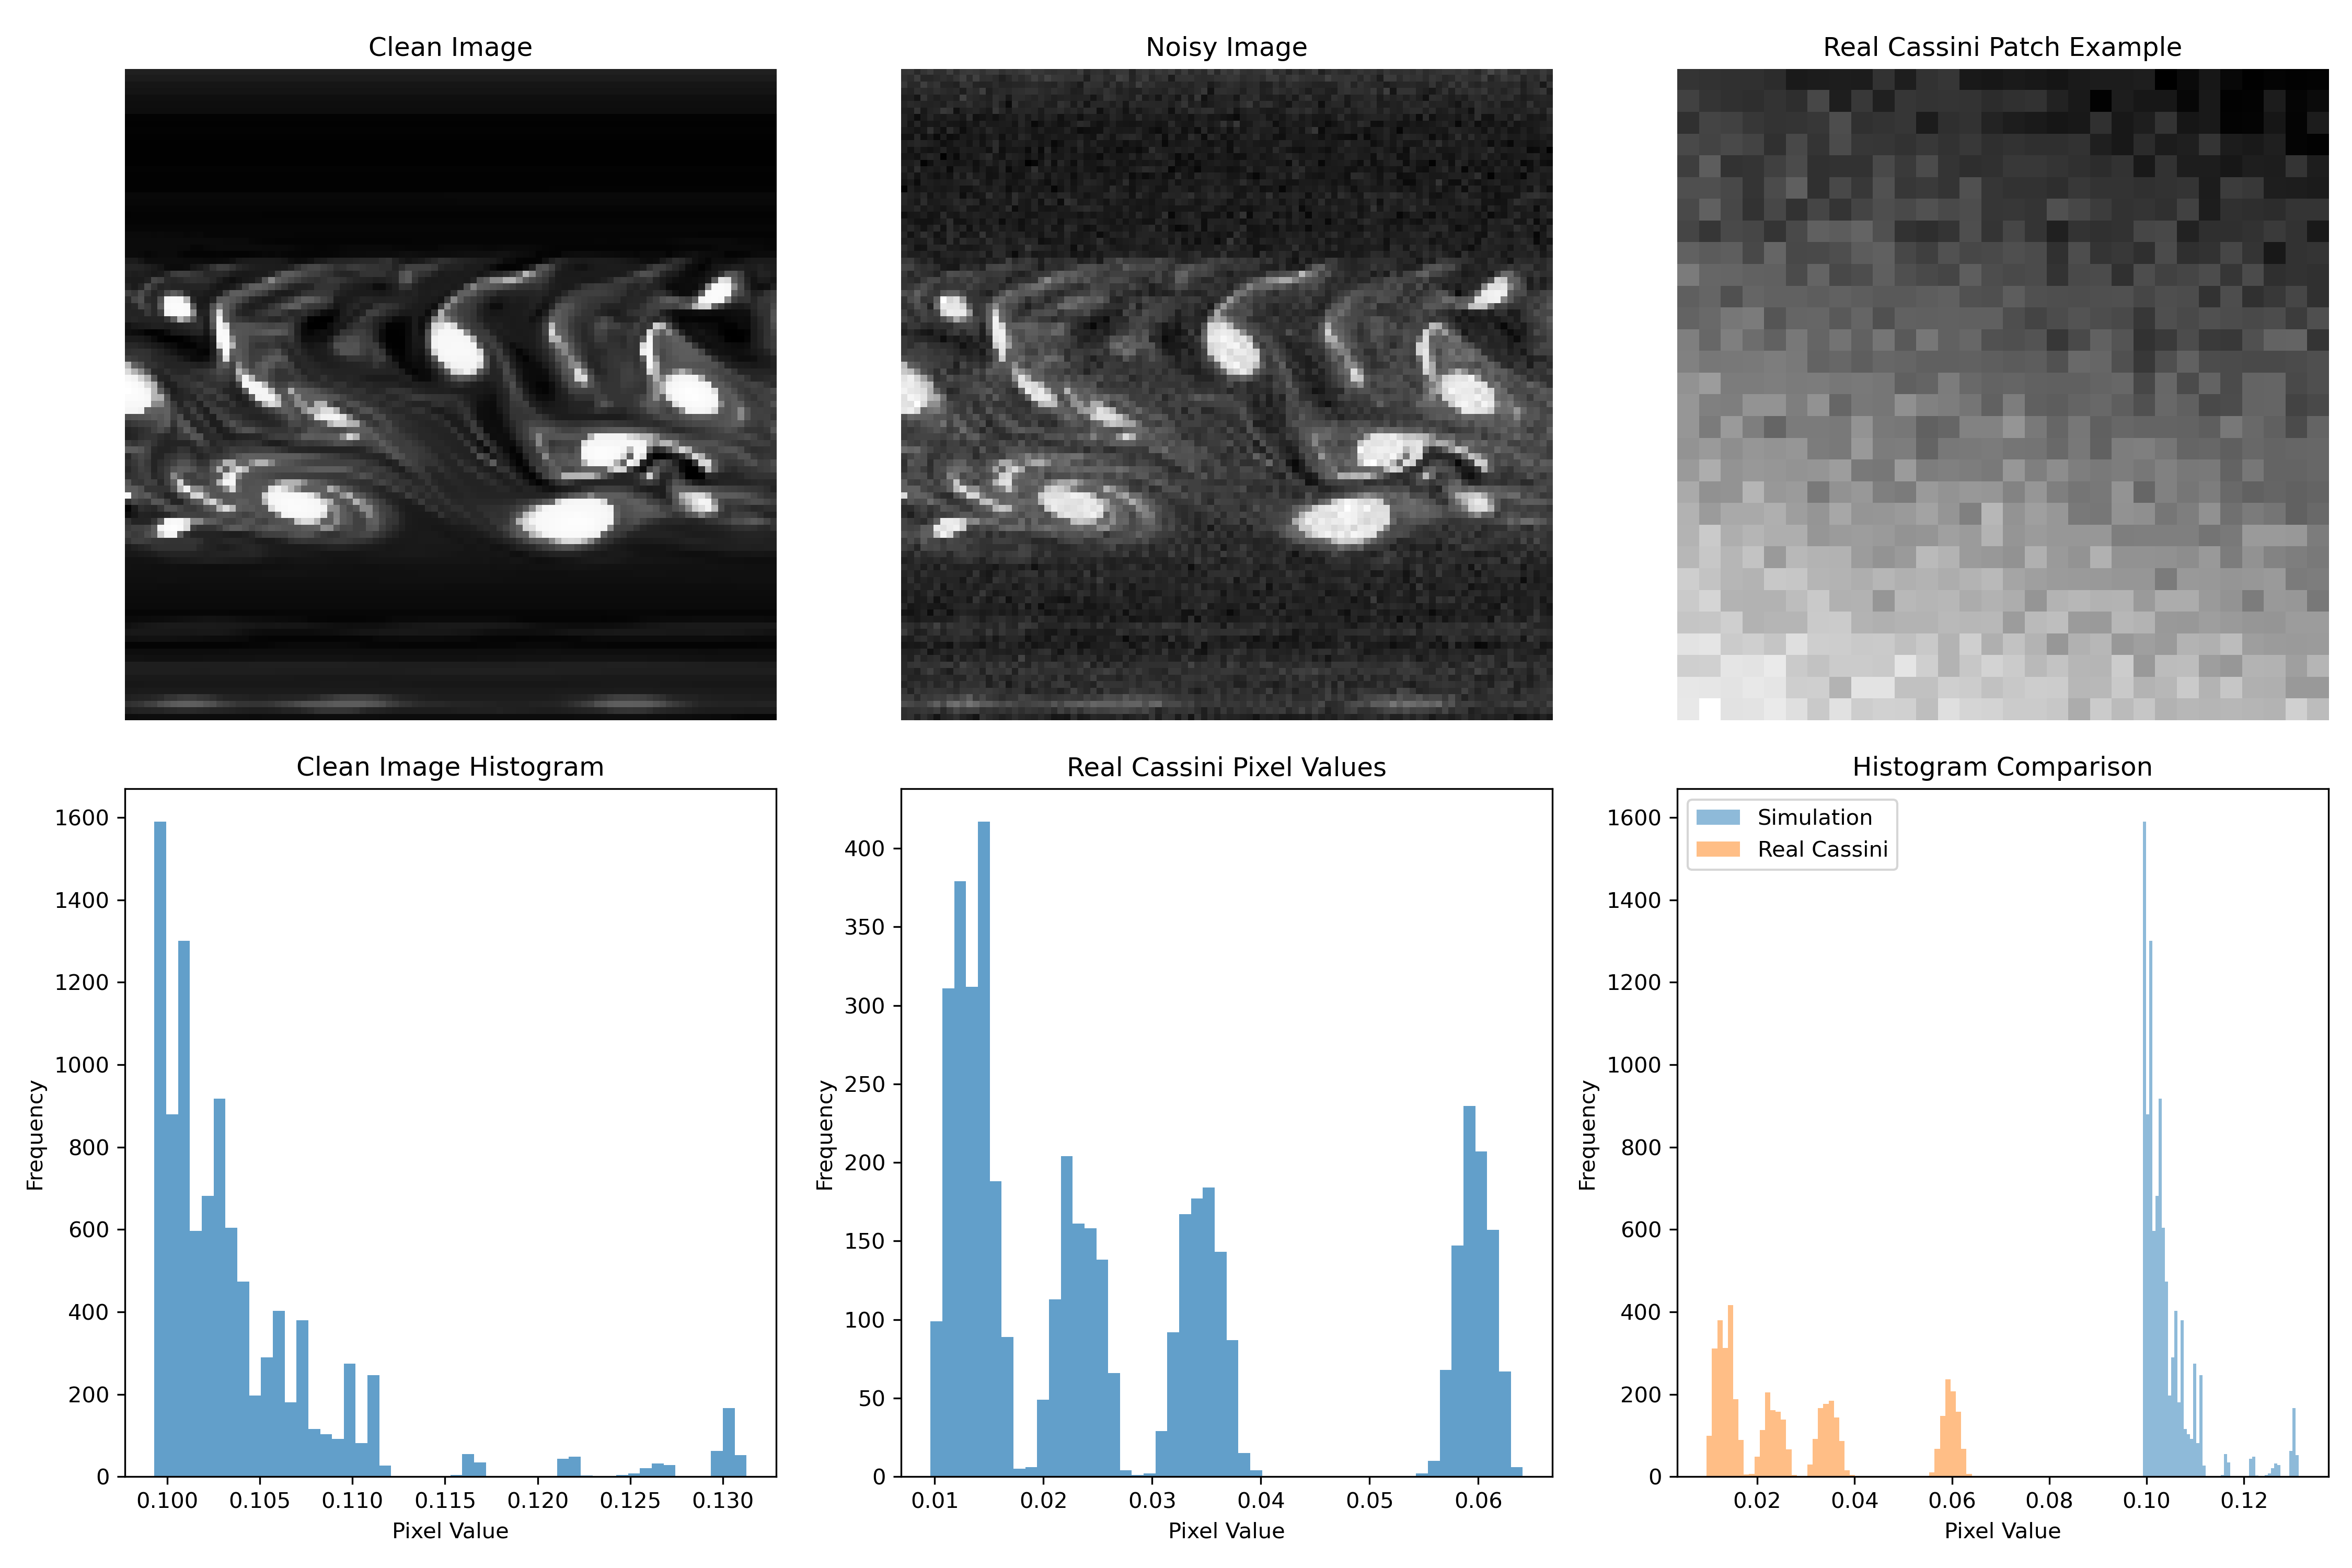 Clean Image
Noisy Image
Real Cassini Patch Example
Clean Image Histogram
1600
1400
1200
1000
800
600
400
200
0
Frequency
0.100 0.105 0.110 0.115 0.120 0.125 0.130
Pixel Value
Real Cassini Pixel Values
400
350
300
250
200
150
100
50
0
Frequency
0.01 0.02 0.03 0.04 0.05 0.06
Pixel Value
Histogram Comparison
Simulation
Real Cassini
1600
1400
1200
1000
800
600
400
200
0
Frequency
0.02 0.04 0.06 0.08 0.10 0.12
Pixel Value